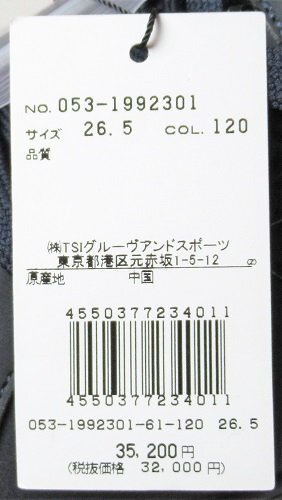 NO. 053-1992301
サイズ 26.5 COL. 120
品質
㈱TSIグルーヴアンドスポーツ
東京都港区元赤坂1-5-12
原産地 中国
4550377234011
4550377234011
053-1992301-61-120 26.5
35,200円
(税抜価格 32,000円)